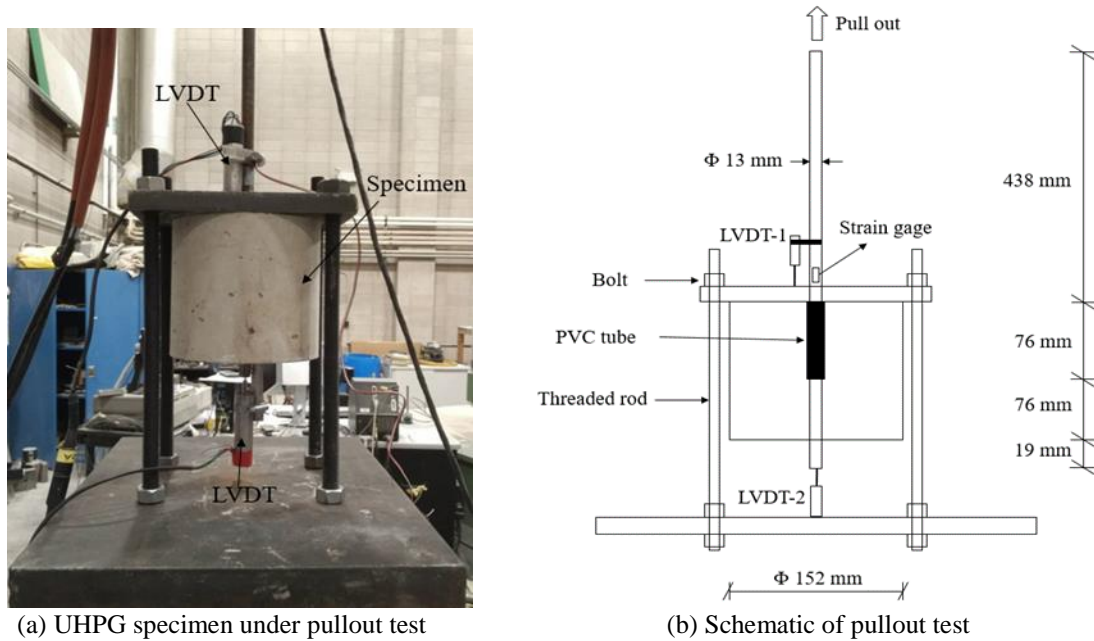 LVDT
Specimen
LVDT
(a) UHPG specimen under pullout test
Pull out
Φ 13 mm
438 mm
LVDT-1
Strain gage
Bolt
PVC tube
76 mm
Threaded rod
76 mm
19 mm
LVDT-2
Φ 152 mm
(b) Schematic of pullout test